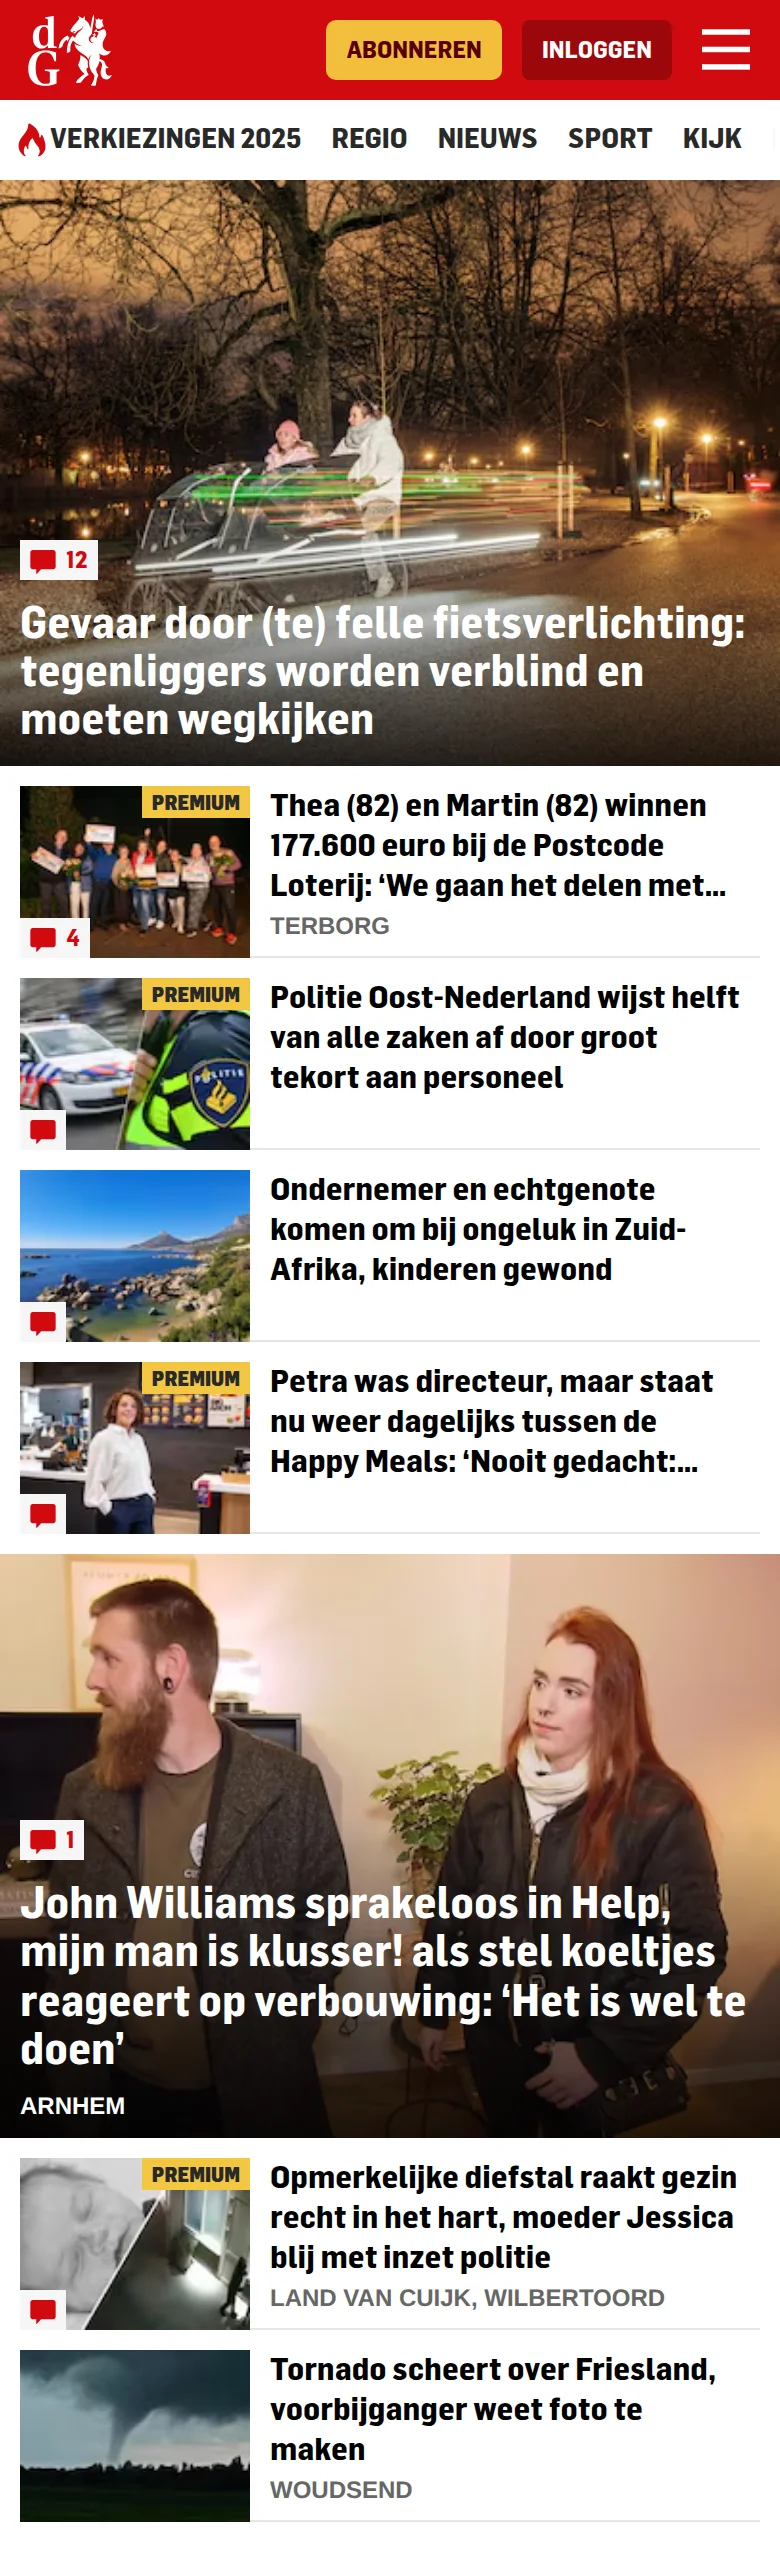 dG
ABONNEREN
INLOGGEN
VERKIEZINGEN 2025
REGIO
NIEUWS
SPORT
KIJK
12
Gevaar door (te) felle fietsverlichting:
tegenliggers worden verblind en
moeten wegkijken
PREMIUM
4
Thea (82) en Martin (82) winnen
177.600 euro bij de Postcode
Loterij: ‘We gaan het delen met...
TERBORG
PREMIUM
POLITIE
Politie Oost-Nederland wijst helft
van alle zaken af door groot
tekort aan personeel
Ondernemer en echtgenote
komen om bij ongeluk in Zuid-
Afrika, kinderen gewond
PREMIUM
Petra was directeur, maar staat
nu weer dagelijks tussen de
Happy Meals: ‘Nooit gedacht:...
1
John Williams sprakeloos in Help,
mijn man is klusser! als stel koeltjes
reageert op verbouwing: ‘Het is wel te
doen’
ARNHEM
PREMIUM
Opmerkelijke diefstal raakt gezin
recht in het hart, moeder Jessica
blij met inzet politie
LAND VAN CUIJK, WILBERTOORD
Tornado scheert over Friesland,
voorbijganger weet foto te
maken
WOUDSEND